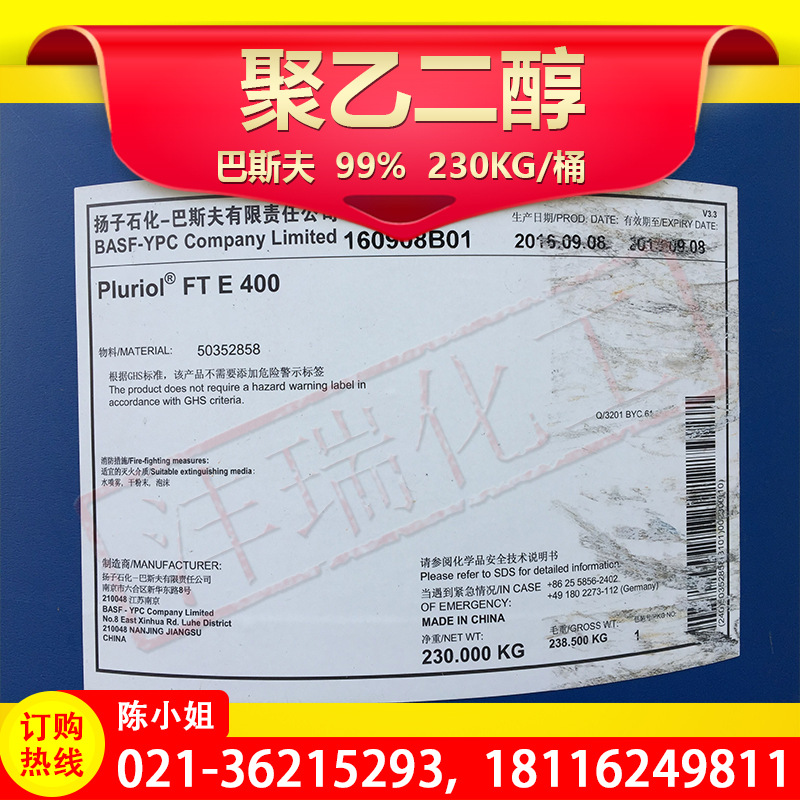 聚乙二醇
巴斯夫 99% 230KG/桶
V3.3
扬子石化-巴斯夫有限责任公司
BASF-YPC Company Limited 160908B01
生产日期/PROD. DATE: 有效期至/EXPIRY DATE:
2016.09.08 09.08
Pluriol® FT E 400
物料/MATERIAL: 50352858
根据GHS标准，该产品不需要添加危险警示标签
The product does not require a hazard warning label in
accordance with GHS criteria.
Q/3201 BYC 61
消防措施/Fire-fighting measures:
适宜的灭火介质/Suitable extinguishing media:
水喷雾，干粉末，泡沫
沣瑞化工
制造商/MANUFACTURER:
扬子石化-巴斯夫有限责任公司
南京市六合区新华东路8号
210048 江苏南京
BASF - YPC Company Limited
No.8 East Xinhua Rd. Luhe District
210048 NANJING JIANGSU
CHINA
请参阅化学品安全技术说明书
Please refer to SDS for detailed information.
当遇到紧急情况/IN CASE OF EMERGENCY:
+86 25 5856-2402,
+49 180 2273-112 (Germany)
MADE IN CHINA
净重/NET WT: 毛重/GROSS WT:
230.000 KG 238.500 KG 1
订购热线
陈小姐
021-36215293, 18116249811